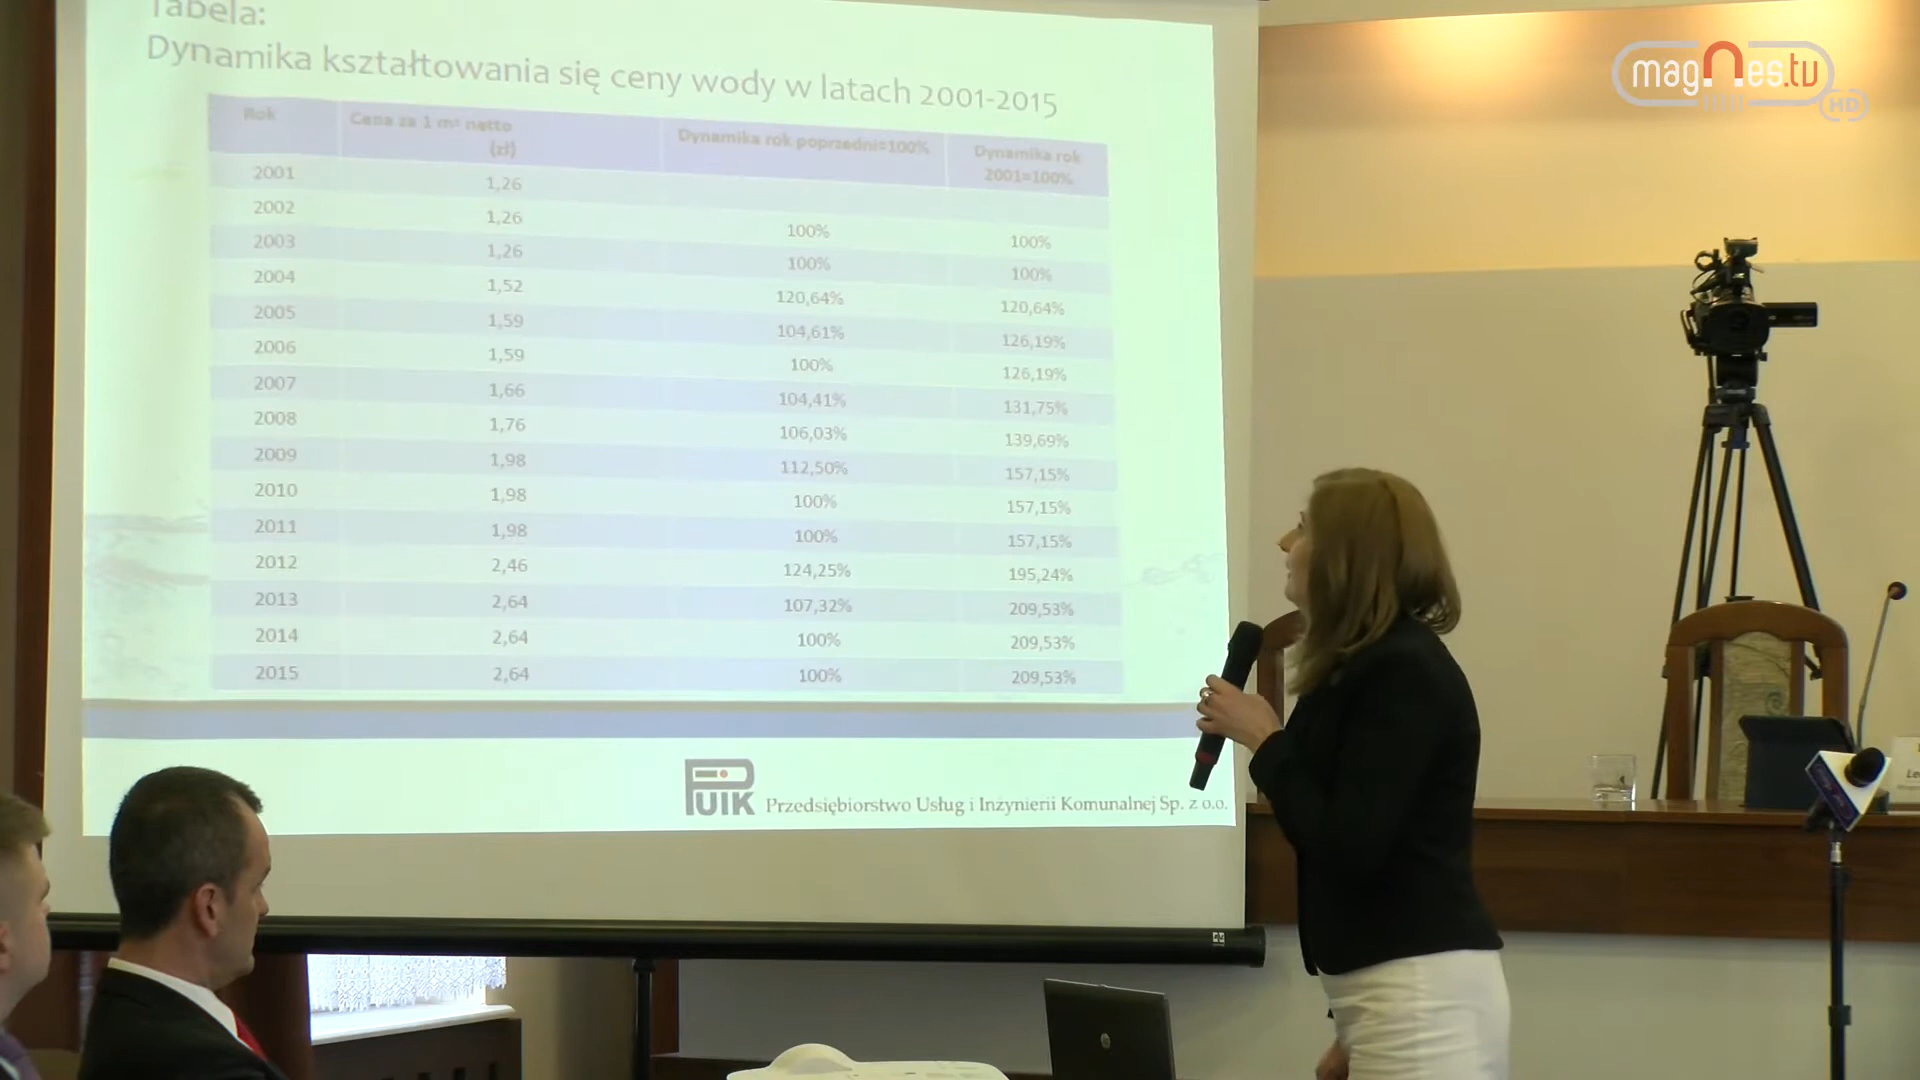 Tabela:
Dynamika kształtowania się ceny wody w latach 2001-2015
Rok Cena za 1 m³ netto (zł) Dynamika rok poprzedni=100% Dynamika rok 2001=100%
2001 1,26
2002 1,26 100% 100%
2003 1,26 100% 100%
2004 1,52 120,64% 120,64%
2005 1,59 104,61% 126,19%
2006 1,59 100% 126,19%
2007 1,66 104,41% 131,75%
2008 1,76 106,03% 139,69%
2009 1,98 112,50% 157,15%
2010 1,98 100% 157,15%
2011 1,98 100% 157,15%
2012 2,46 124,25% 195,24%
2013 2,64 107,32% 209,53%
2014 2,64 100% 209,53%
2015 2,64 100% 209,53%
PUIK Przedsiębiorstwo Usług i Inżynierii Komunalnej Sp. z o.o.
magnes.tv
HD